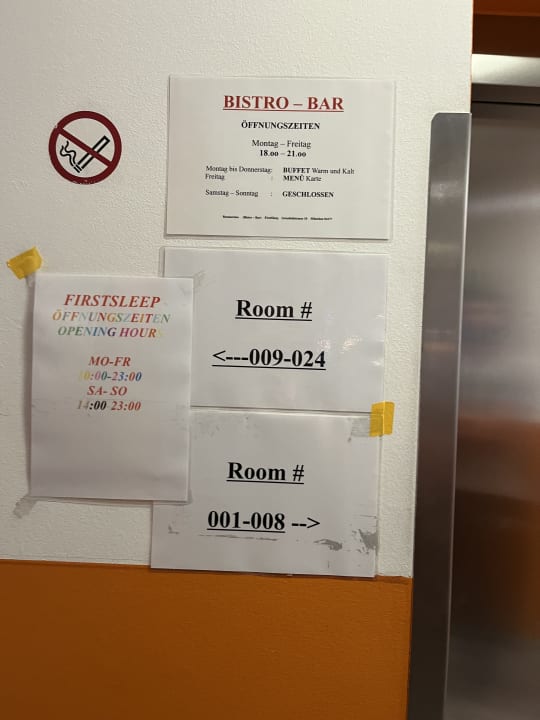 BISTRO – BAR
ÖFFNUNGSZEITEN
Montag – Freitag
18.oo – 21.oo
Montag bis Donnerstag: BUFFET Warm und Kalt
Freitag : MENÜ Karte
Samstag – Sonntag : GESCHLOSSEN
FIRSTSLEEP
ÖFFNUNGSZEITEN
OPENING HOURS
MO-FR
10:00-23:00
SA- SO
14:00-23:00
Room #
<---009-024
Room #
001-008 -->